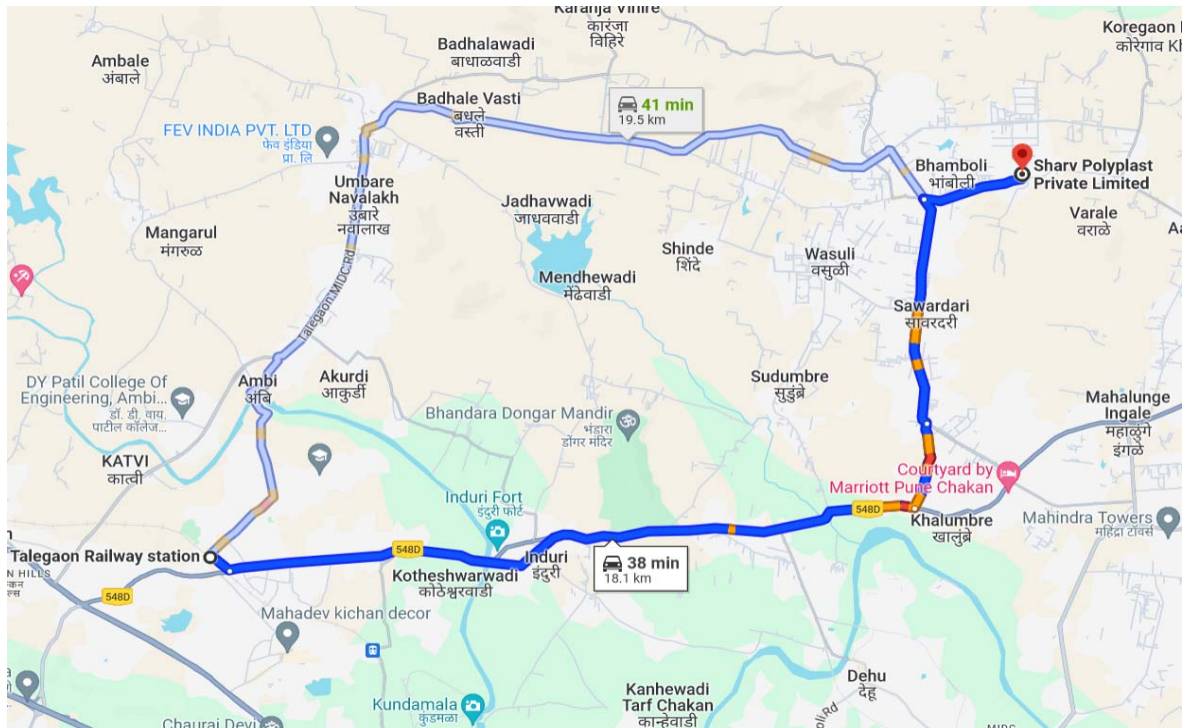 Karanja Vihire
कारंजा
विहिरे
Koregaon
कोरेगाव
Ambale
अंबाले
Badhalawadi
बाधाळवाडी
41 min
19.5 km
Badhale Vasti
बधले
वस्ती
FEV INDIA PVT. LTD
फेव इंडिया
प्रा. लि
Bhamboli
भांबोली
Sharv Polyplast
Private Limited
Umbare
Navalakh
उंबारे
नवालाख
Jadhavwadi
जाधववाडी
Varale
वराळे
Mangarul
मंगरुळ
Shinde
शिंदे
Wasuli
वसुळी
Mendhewadi
मेंढेवाडी
Talegaon MIDC Rd
Sawardari
सावरदरी
Ambi
अंबि
Akurdi
आकुर्डी
DY Patil College Of
Engineering, Ambi...
डॉ. डी. वाय.
पाटील कॉलेज...
Sudumbre
सुदुंब्रे
Mahalunge
Ingale
महाळुंगे
इंगळे
Bhandara Dongar Mandir
भंडारा
डोंगर मंदिर
KATVI
कात्वी
Courtyard by
Marriott Pune Chakan
Induri Fort
इंदुरी फोर्ट
548D
Khalumbre
खालुंब्रे
Mahindra Towers
महिंद्रा टॉवर्स
Talegaon Railway station
548D
Induri
इंदुरी
38 min
18.1 km
Kotheshwarwadi
कोठेश्वरवाडी
HILLS
548D
Mahadev kichan decor
Dehu
देहू
Kanhewadi
Tarf Chakan
कान्हेवाडी
Kundamala
कुंडमळा
Chaurai Devi